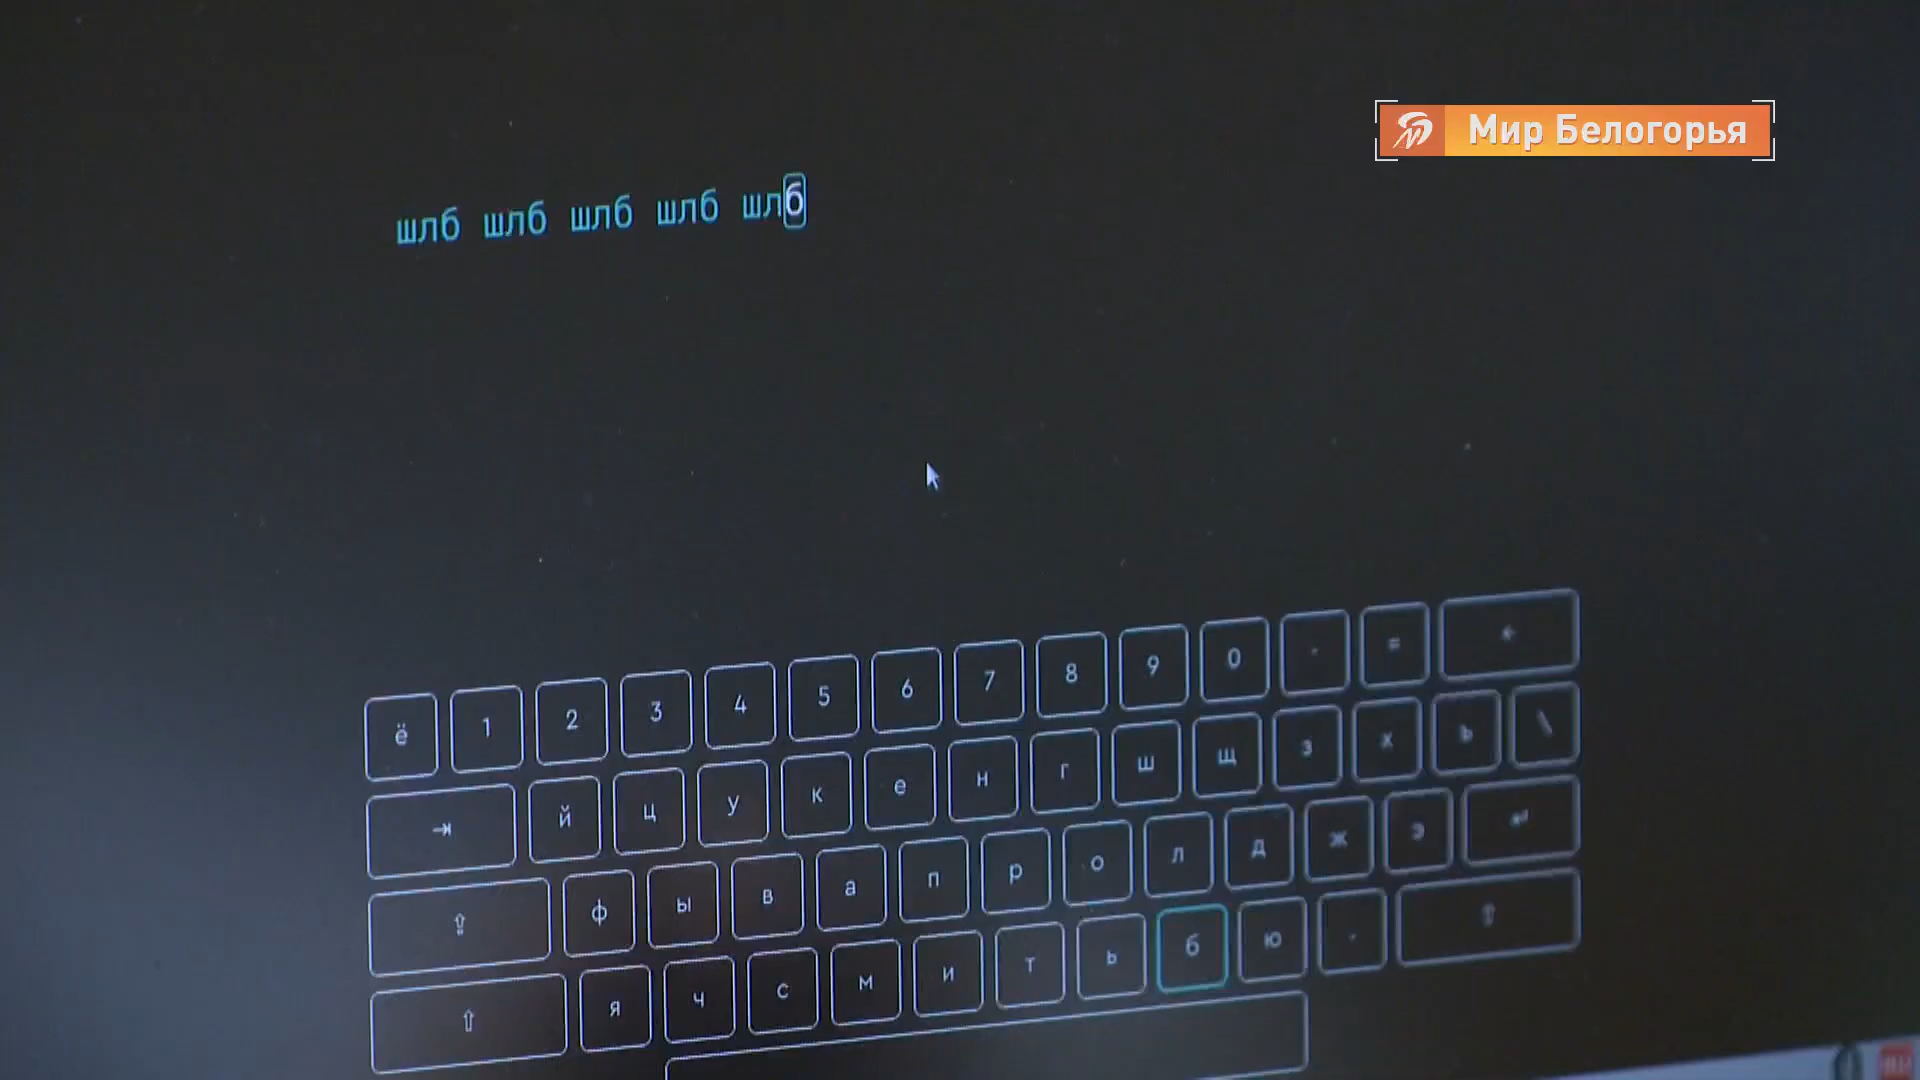 Мир Белогорья
шлб шлб шлб шлб шлб
ё 1 2 3 4 5 6 7 8 9 0 - =
й ц у к е н г ш щ з х ъ \
ф ы в а п р о л д ж э
я ч с м и т ь б ю .